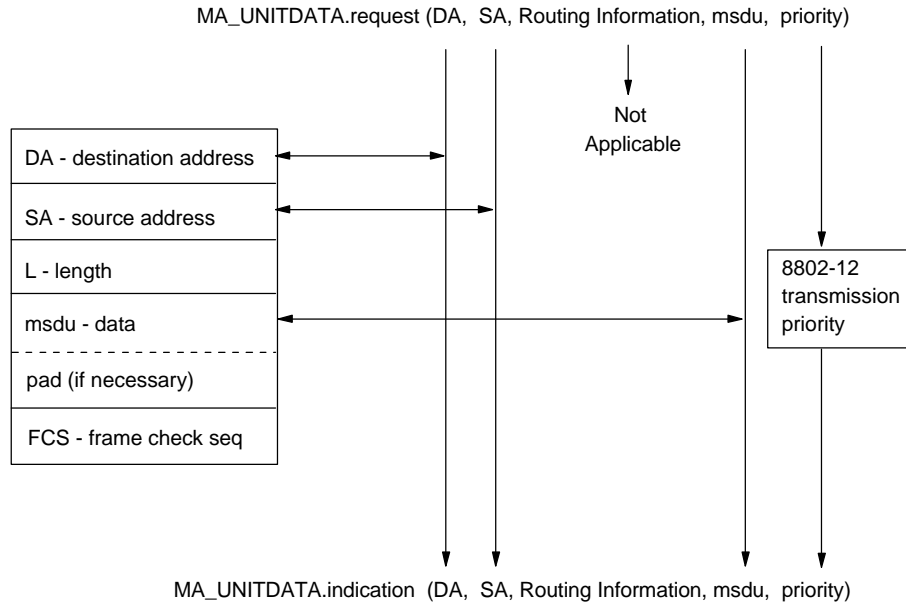 MA_UNITDATA.request (DA, SA, Routing Information, msdu, priority)
Not
Applicable
DA - destination address
SA - source address
L - length
msdu - data
pad (if necessary)
FCS - frame check seq
8802-12
transmission
priority
MA_UNITDATA.indication (DA, SA, Routing Information, msdu, priority)